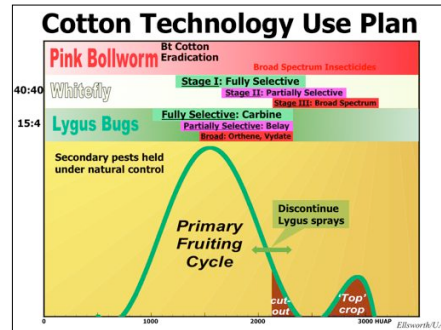 Cotton Technology Use Plan
Pink Bollworm
Bt Cotton
Eradication
Broad Spectrum Insecticides
40:40
Whitefly
Stage I: Fully Selective
Stage II: Partially Selective
Stage III: Broad Spectrum
15:4
Lygus Bugs
Fully Selective: Carbine
Partially Selective: Belay
Broad: Orthene, Vydate
Secondary pests held
under natural control
Primary
Fruiting
Cycle
Discontinue
Lygus sprays
cut-
out
'Top'
crop
0 1000 2000 3000 HUAP